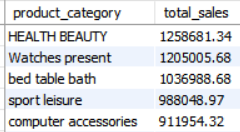 product_category total_sales
HEALTH BEAUTY 1258681.34
Watches present 1205005.68
bed table bath 1036988.68
sport leisure 988048.97
computer accessories 911954.32